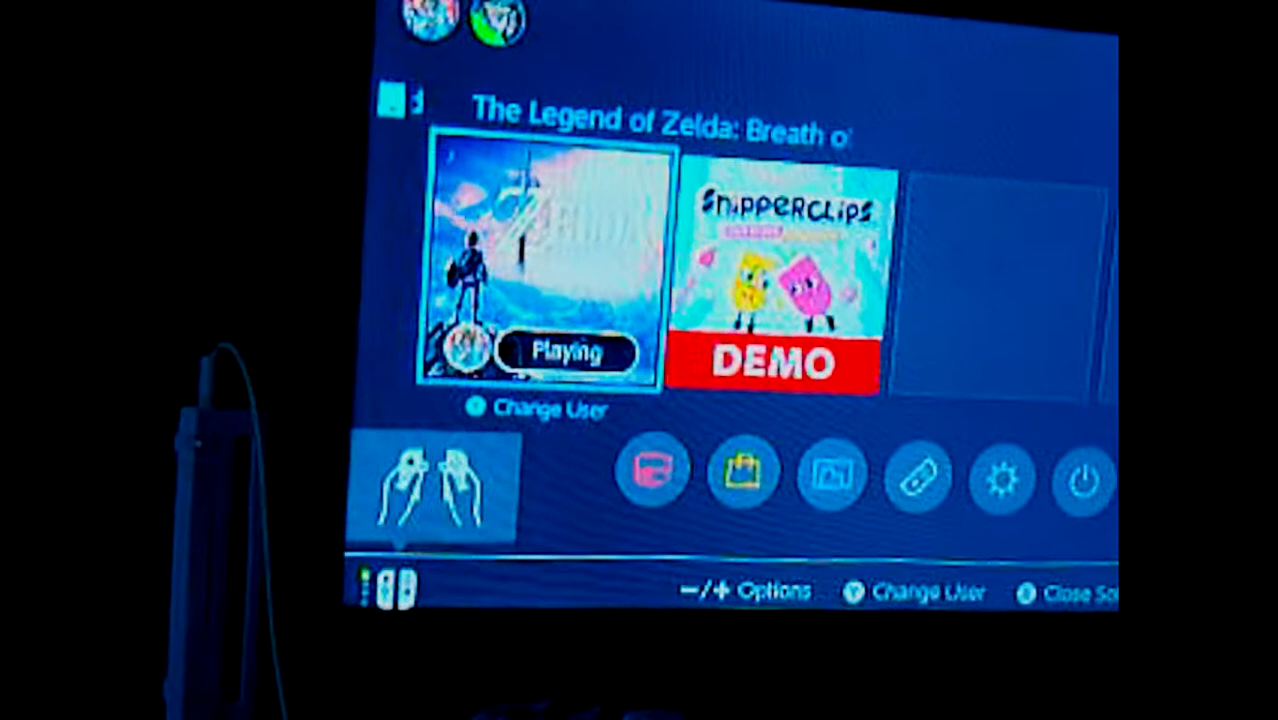 The Legend of Zelda: Breath o
SNIPPERCLIPS
Playing
DEMO
Change User
−/+ Options Y Change User X Close So